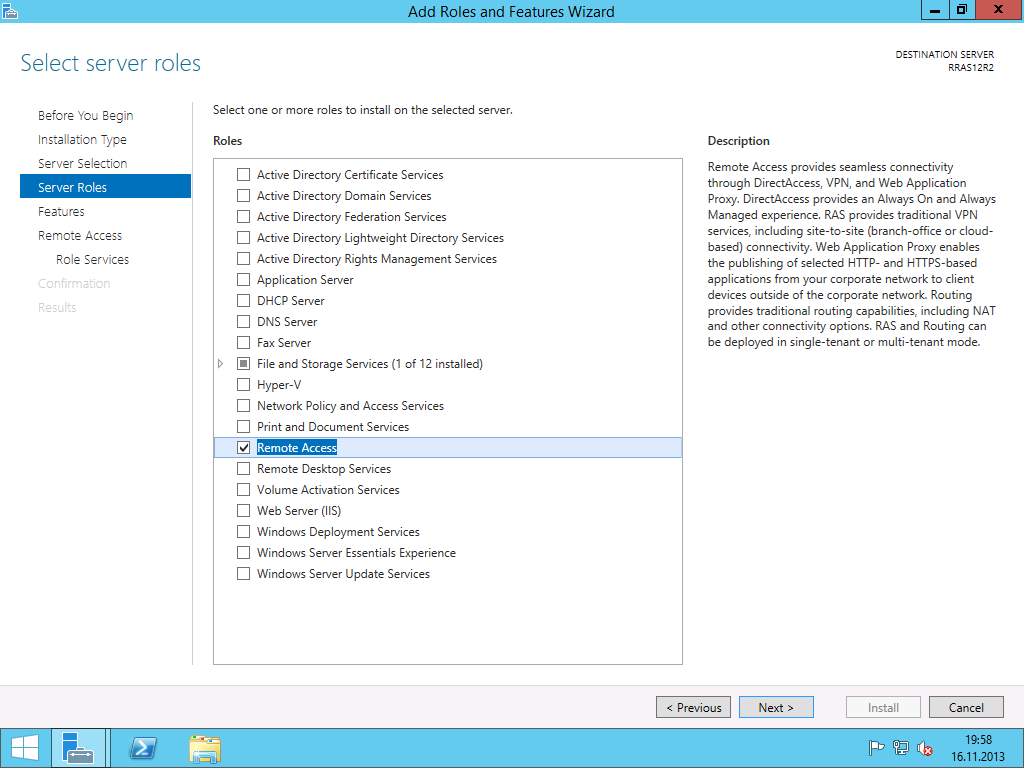 Add Roles and Features Wizard
Select server roles
DESTINATION SERVER
RRAS12R2
Before You Begin
Installation Type
Server Selection
Server Roles
Features
Remote Access
Role Services
Confirmation
Results
Select one or more roles to install on the selected server.
Roles
Active Directory Certificate Services
Active Directory Domain Services
Active Directory Federation Services
Active Directory Lightweight Directory Services
Active Directory Rights Management Services
Application Server
DHCP Server
DNS Server
Fax Server
File and Storage Services (1 of 12 installed)
Hyper-V
Network Policy and Access Services
Print and Document Services
Remote Access
Remote Desktop Services
Volume Activation Services
Web Server (IIS)
Windows Deployment Services
Windows Server Essentials Experience
Windows Server Update Services
Description
Remote Access provides seamless connectivity
through DirectAccess, VPN, and Web Application
Proxy. DirectAccess provides an Always On and Always
Managed experience. RAS provides traditional VPN
services, including site-to-site (branch-office or cloud-
based) connectivity. Web Application Proxy enables
the publishing of selected HTTP- and HTTPS-based
applications from your corporate network to client
devices outside of the corporate network. Routing
provides traditional routing capabilities, including NAT
and other connectivity options. RAS and Routing can
be deployed in single-tenant or multi-tenant mode.
< Previous
Next >
Install
Cancel
19:58
16.11.2013